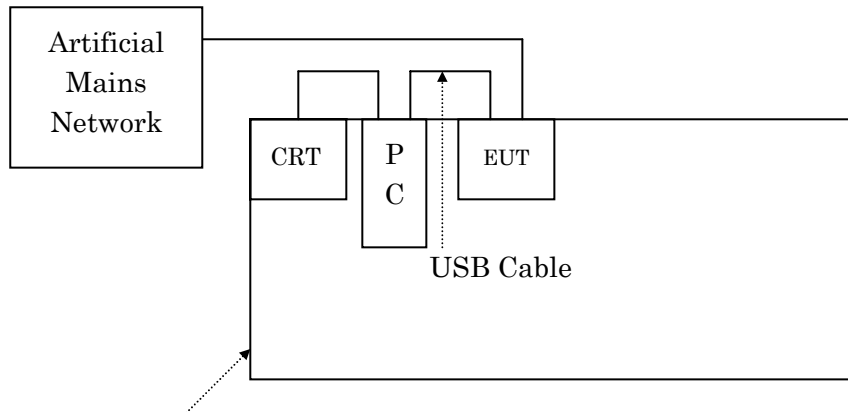 Artificial
Mains
Network
CRT
P
C
EUT
USB Cable